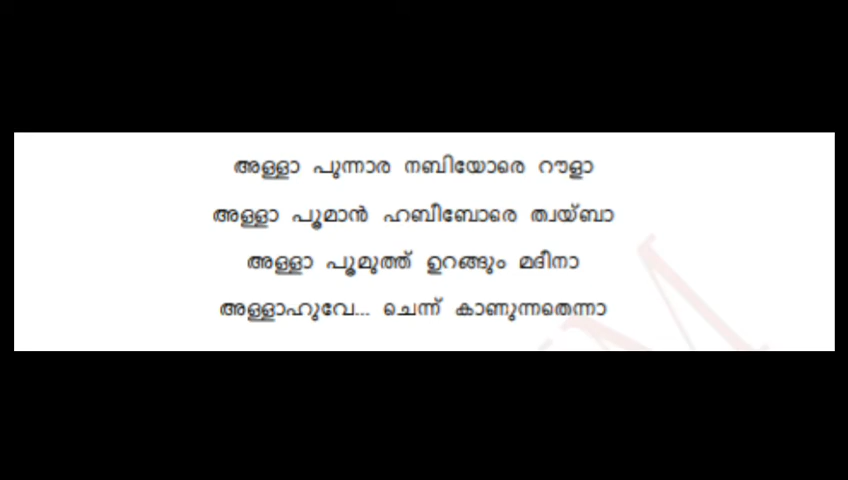 അള്ളാ പുന്നാര നബിയോരെ റൗളാ
അള്ളാ പൂമാൻ ഹബീബോരെ ത്വയ്ബാ
അള്ളാ പൂമുത്ത് ഉറങ്ങും മദീനാ
അള്ളാഹുവേ... ചെന്ന് കാണുന്നതെന്നാ